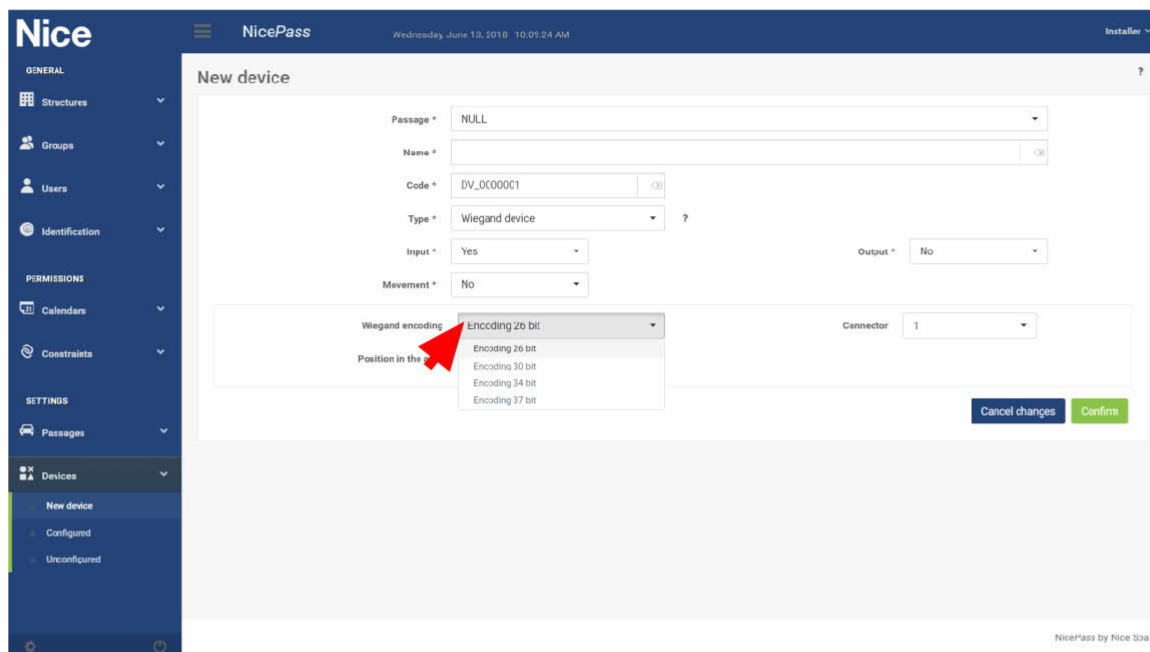 Nice
NicePass
Wednesday, June 13, 2018 10:09:24 AM
Installer
GENERAL
Structures
Groups
Users
Identification
PERMISSIONS
Calendars
Constraints
SETTINGS
Passages
Devices
New device
Configured
Unconfigured
New device
?
Passage * NULL
Name *
Code * DV_0000001
Type * Wiegand device ?
Input * Yes Output * No
Movement * No
Wiegand encoding Encoding 26 bit Connector 1
Encoding 26 bit
Position in the
Encoding 30 bit
Encoding 34 bit
Encoding 37 bit
Cancel changes Confirm
NicePass by Nice Spa